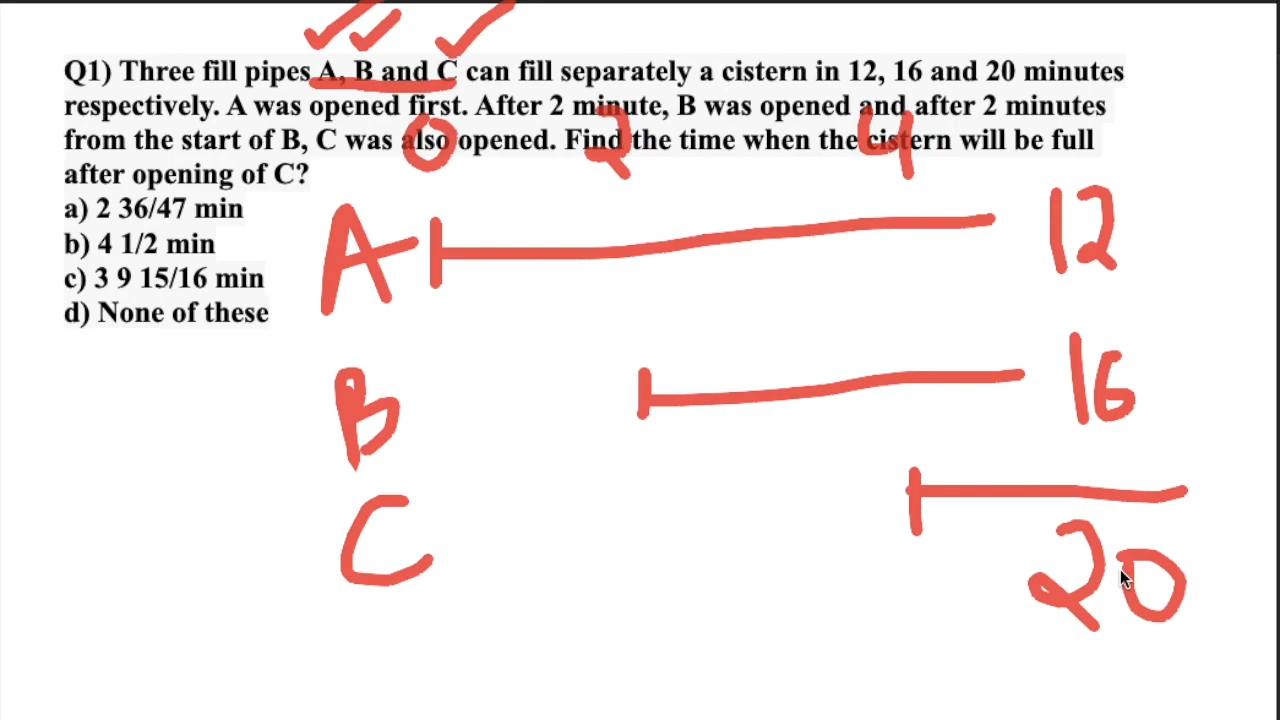 Q1) Three fill pipes A, B and C can fill separately a cistern in 12, 16 and 20 minutes
respectively. A was opened first. After 2 minute, B was opened and after 2 minutes
from the start of B, C was also opened. Find the time when the cistern will be full
after opening of C?
0 2 4
a) 2 36/47 min
b) 4 1/2 min
c) 3 9 15/16 min
d) None of these
A 12
B 16
C 20